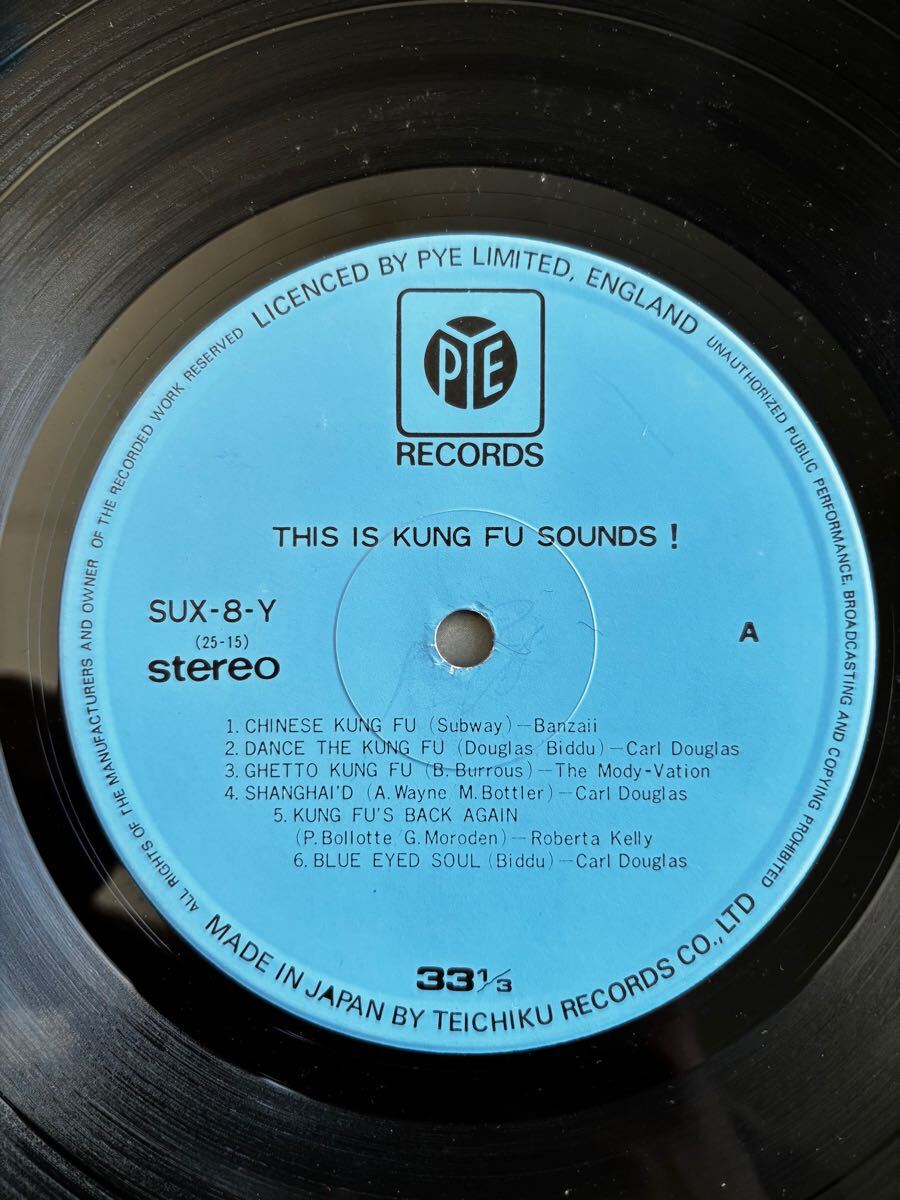 LICENCED BY PYE LIMITED, ENGLAND
UNAUTHORIZED PUBLIC PERFORMANCE, BROADCASTING AND COPYING PROHIBITED
ALL RIGHTS OF THE MANUFACTURERS AND OWNER OF THE RECORDED WORK RESERVED
PYE
RECORDS
THIS IS KUNG FU SOUNDS !
SUX-8-Y
(25-15)
stereo
A
1. CHINESE KUNG FU (Subway)—Banzaii
2. DANCE THE KUNG FU (Douglas Biddu)—Carl Douglas
3. GHETTO KUNG FU (B. Burrous)—The Mody-Vation
4. SHANGHAI'D (A. Wayne M. Bottler)—Carl Douglas
5. KUNG FU'S BACK AGAIN
(P. Bollotte/G. Moroden)—Roberta Kelly
6. BLUE EYED SOUL (Biddu)—Carl Douglas
33 1/3
MADE IN JAPAN BY TEICHIKU RECORDS CO., LTD